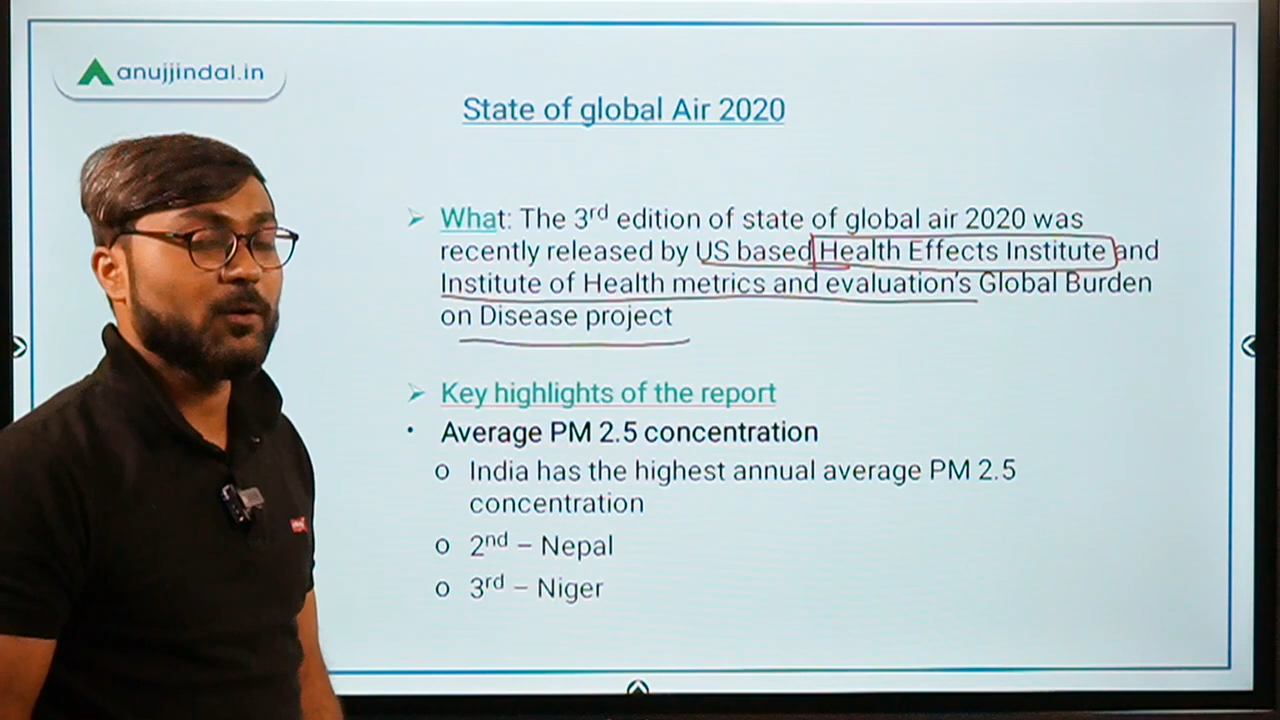 anujjindal.in
State of global Air 2020
➢ What: The 3rd edition of state of global air 2020 was
recently released by US based Health Effects Institute and
Institute of Health metrics and evaluation's Global Burden
on Disease project
➢ Key highlights of the report
• Average PM 2.5 concentration
o India has the highest annual average PM 2.5
concentration
o 2nd – Nepal
o 3rd – Niger